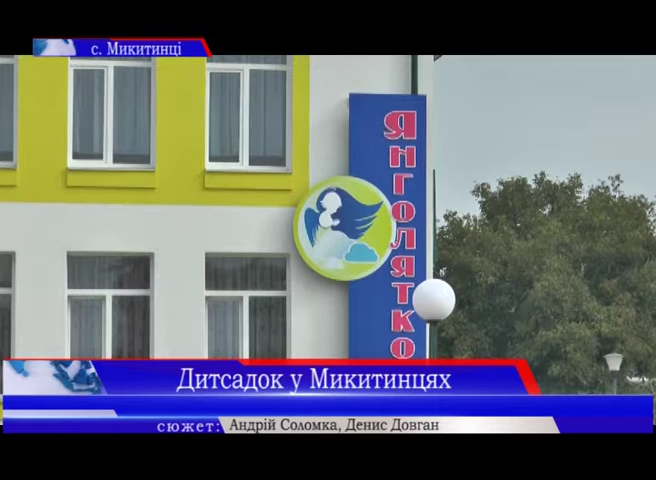 с. Микитинці
ЯНГОЛЯТКО
Дитсадок у Микитинцях
сюжет: Андрій Соломка, Денис Довган